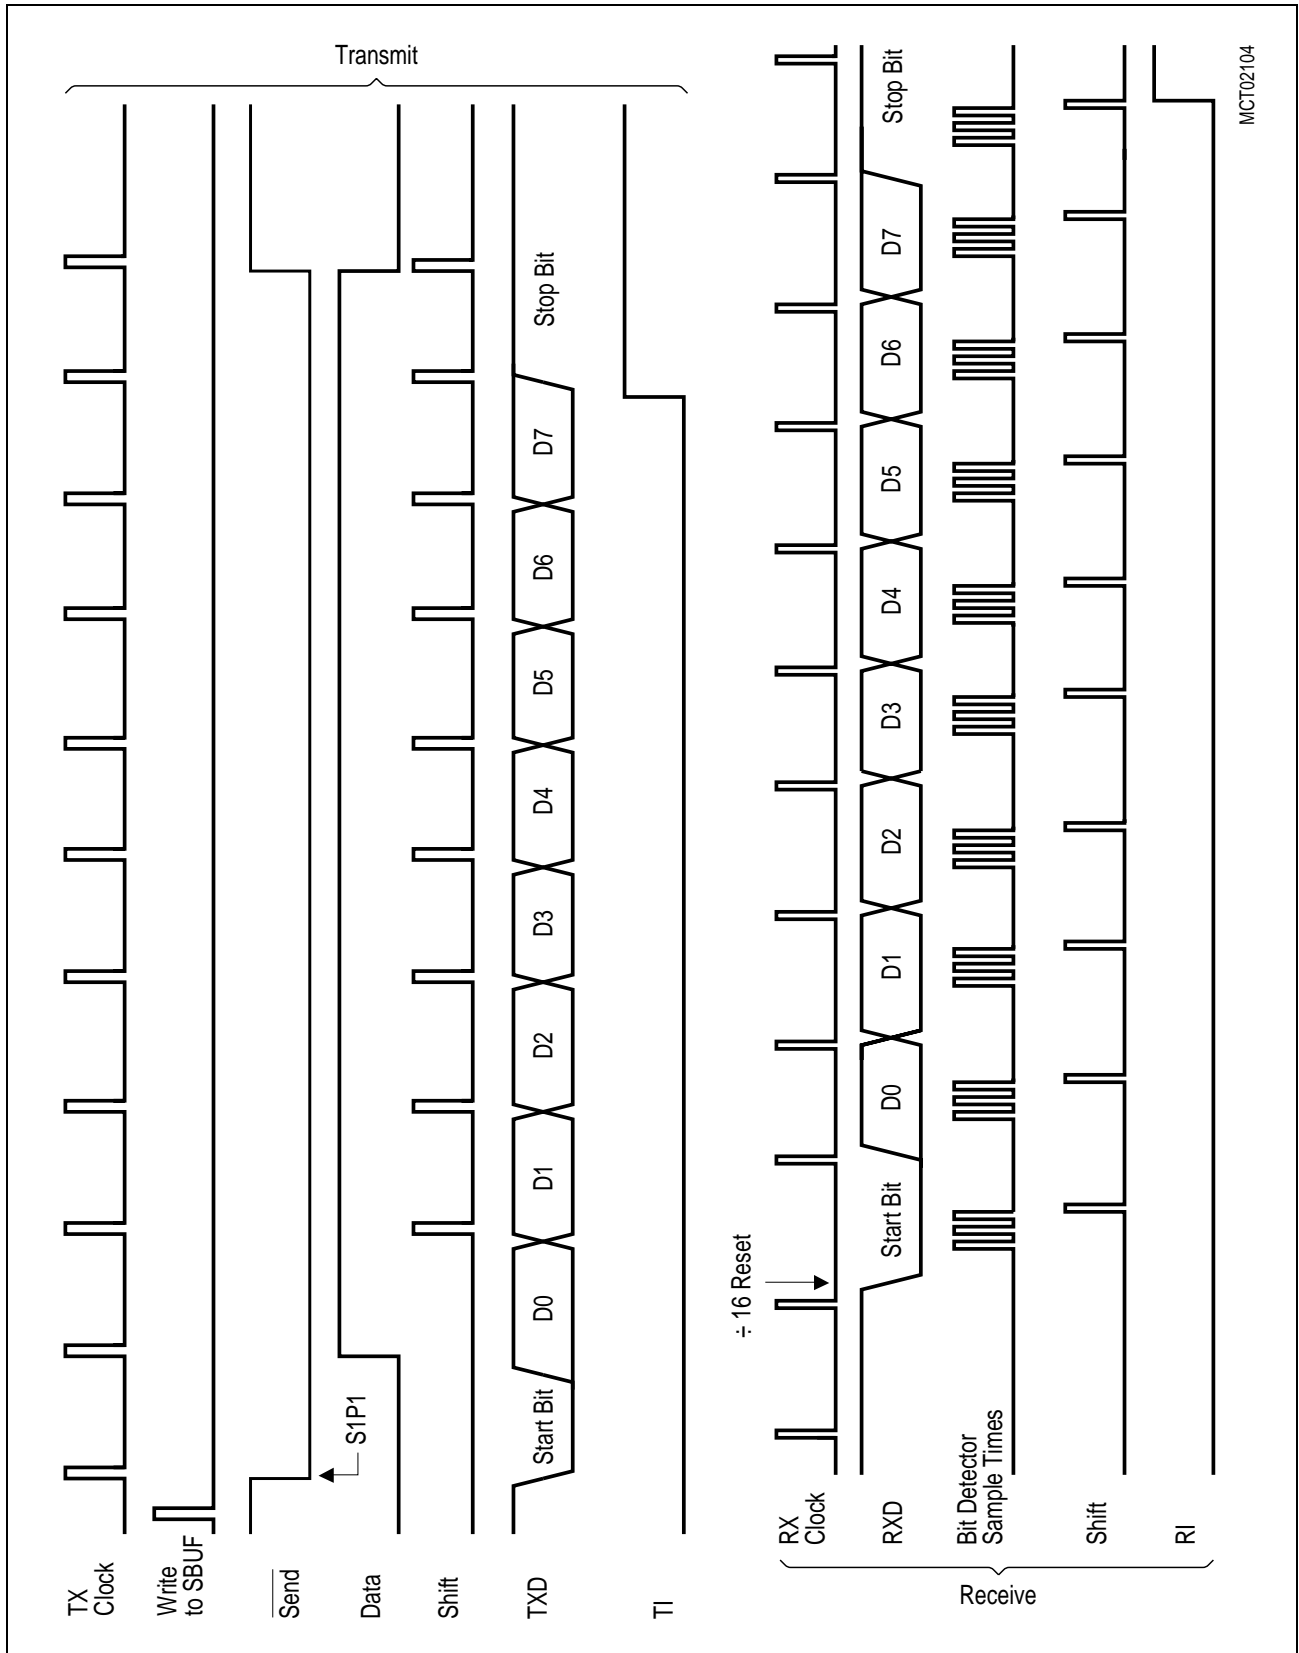 Transmit
TX
Clock
Write
to SBUF
Send
S1P1
Data
Shift
TXD
Start Bit
D0
D1
D2
D3
D4
D5
D6
D7
Stop Bit
TI
÷ 16 Reset
RX
Clock
RXD
Start Bit
D0
D1
D2
D3
D4
D5
D6
D7
Stop Bit
Bit Detector
Sample Times
Shift
RI
Receive
MCT02104